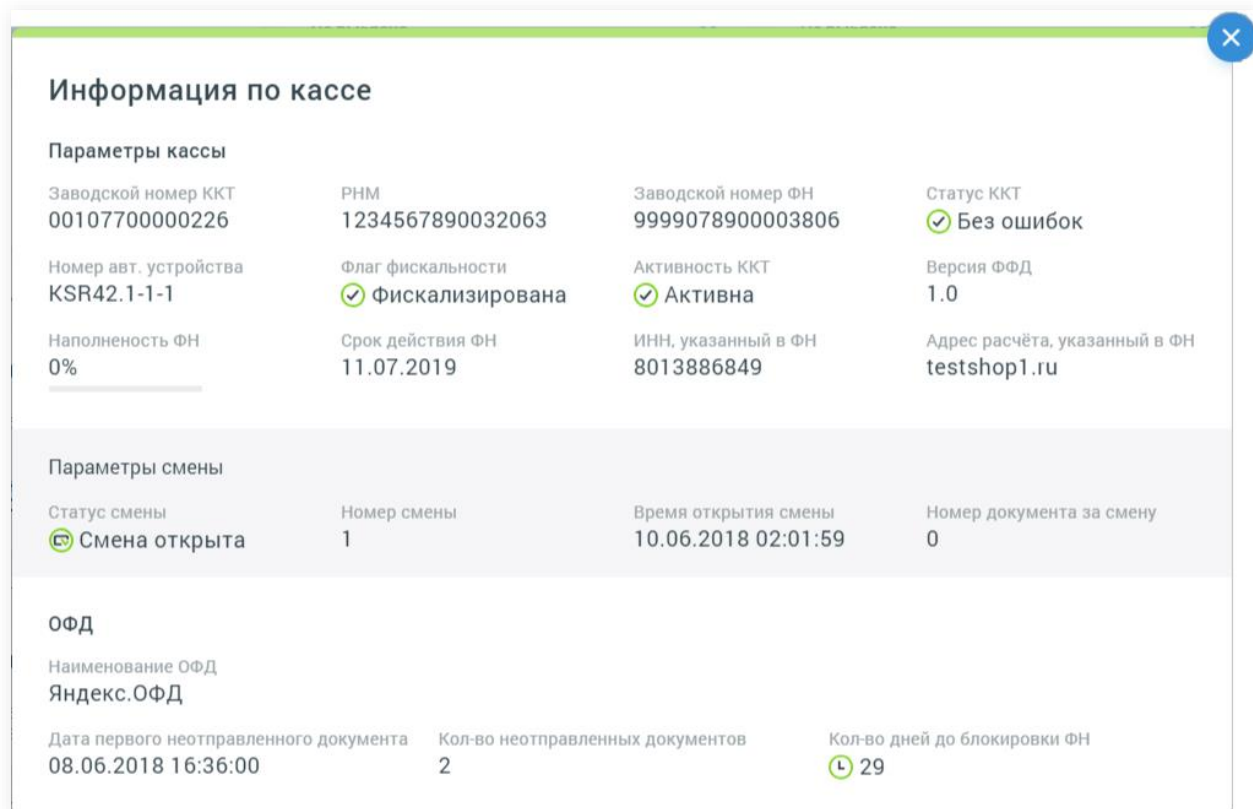 Информация по кассе
Параметры кассы
Заводской номер ККТ РНМ Заводской номер ФН Статус ККТ
00107700000226 1234567890032063 9999078900003806 Без ошибок
Номер авт. устройства Флаг фискальности Активность ККТ Версия ФФД
KSR42.1-1-1 Фискализирована Активна 1.0
Наполненость ФН Срок действия ФН ИНН, указанный в ФН Адрес расчёта, указанный в ФН
0% 11.07.2019 8013886849 testshop1.ru
Параметры смены
Статус смены Номер смены Время открытия смены Номер документа за смену
Смена открыта 1 10.06.2018 02:01:59 0
ОФД
Наименование ОФД
Яндекс.ОФД
Дата первого неотправленного документа Кол-во неотправленных документов Кол-во дней до блокировки ФН
08.06.2018 16:36:00 2 29